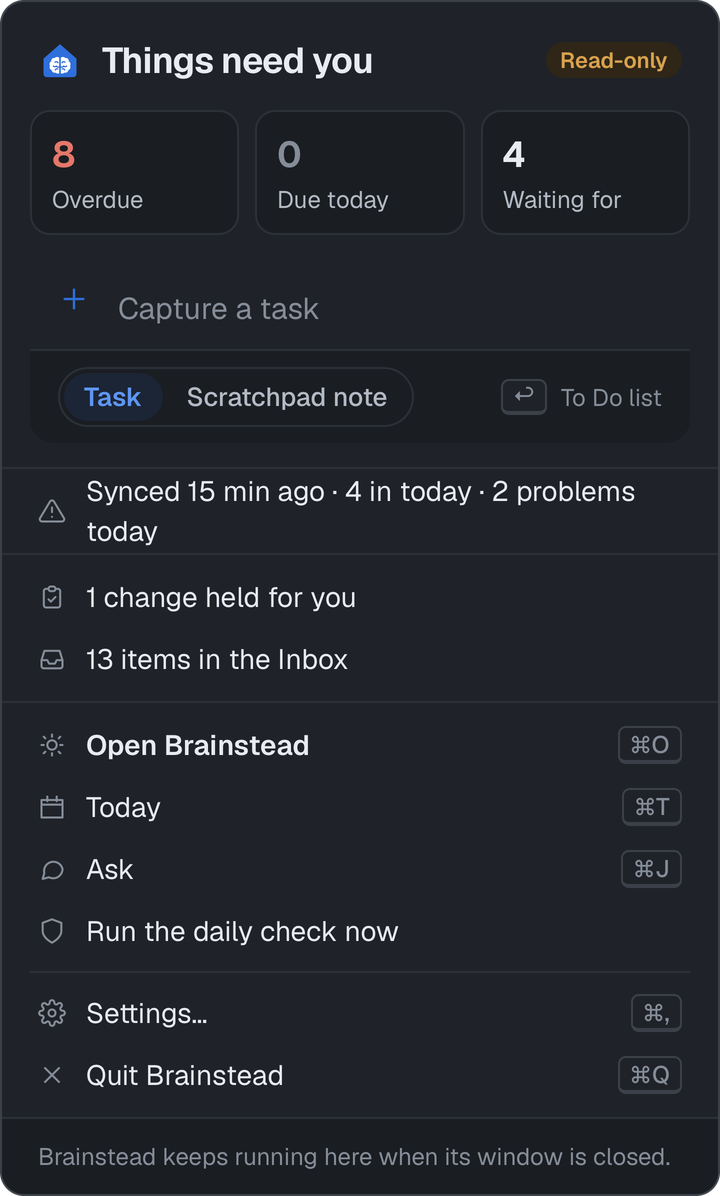 Things need you
Read-only
8
Overdue
0
Due today
4
Waiting for
Capture a task
Task
Scratchpad note
To Do list
Synced 15 min ago · 4 in today · 2 problems
today
1 change held for you
13 items in the Inbox
Open Brainstead
⌘O
Today
⌘T
Ask
⌘J
Run the daily check now
Settings…
⌘,
Quit Brainstead
⌘Q
Brainstead keeps running here when its window is closed.